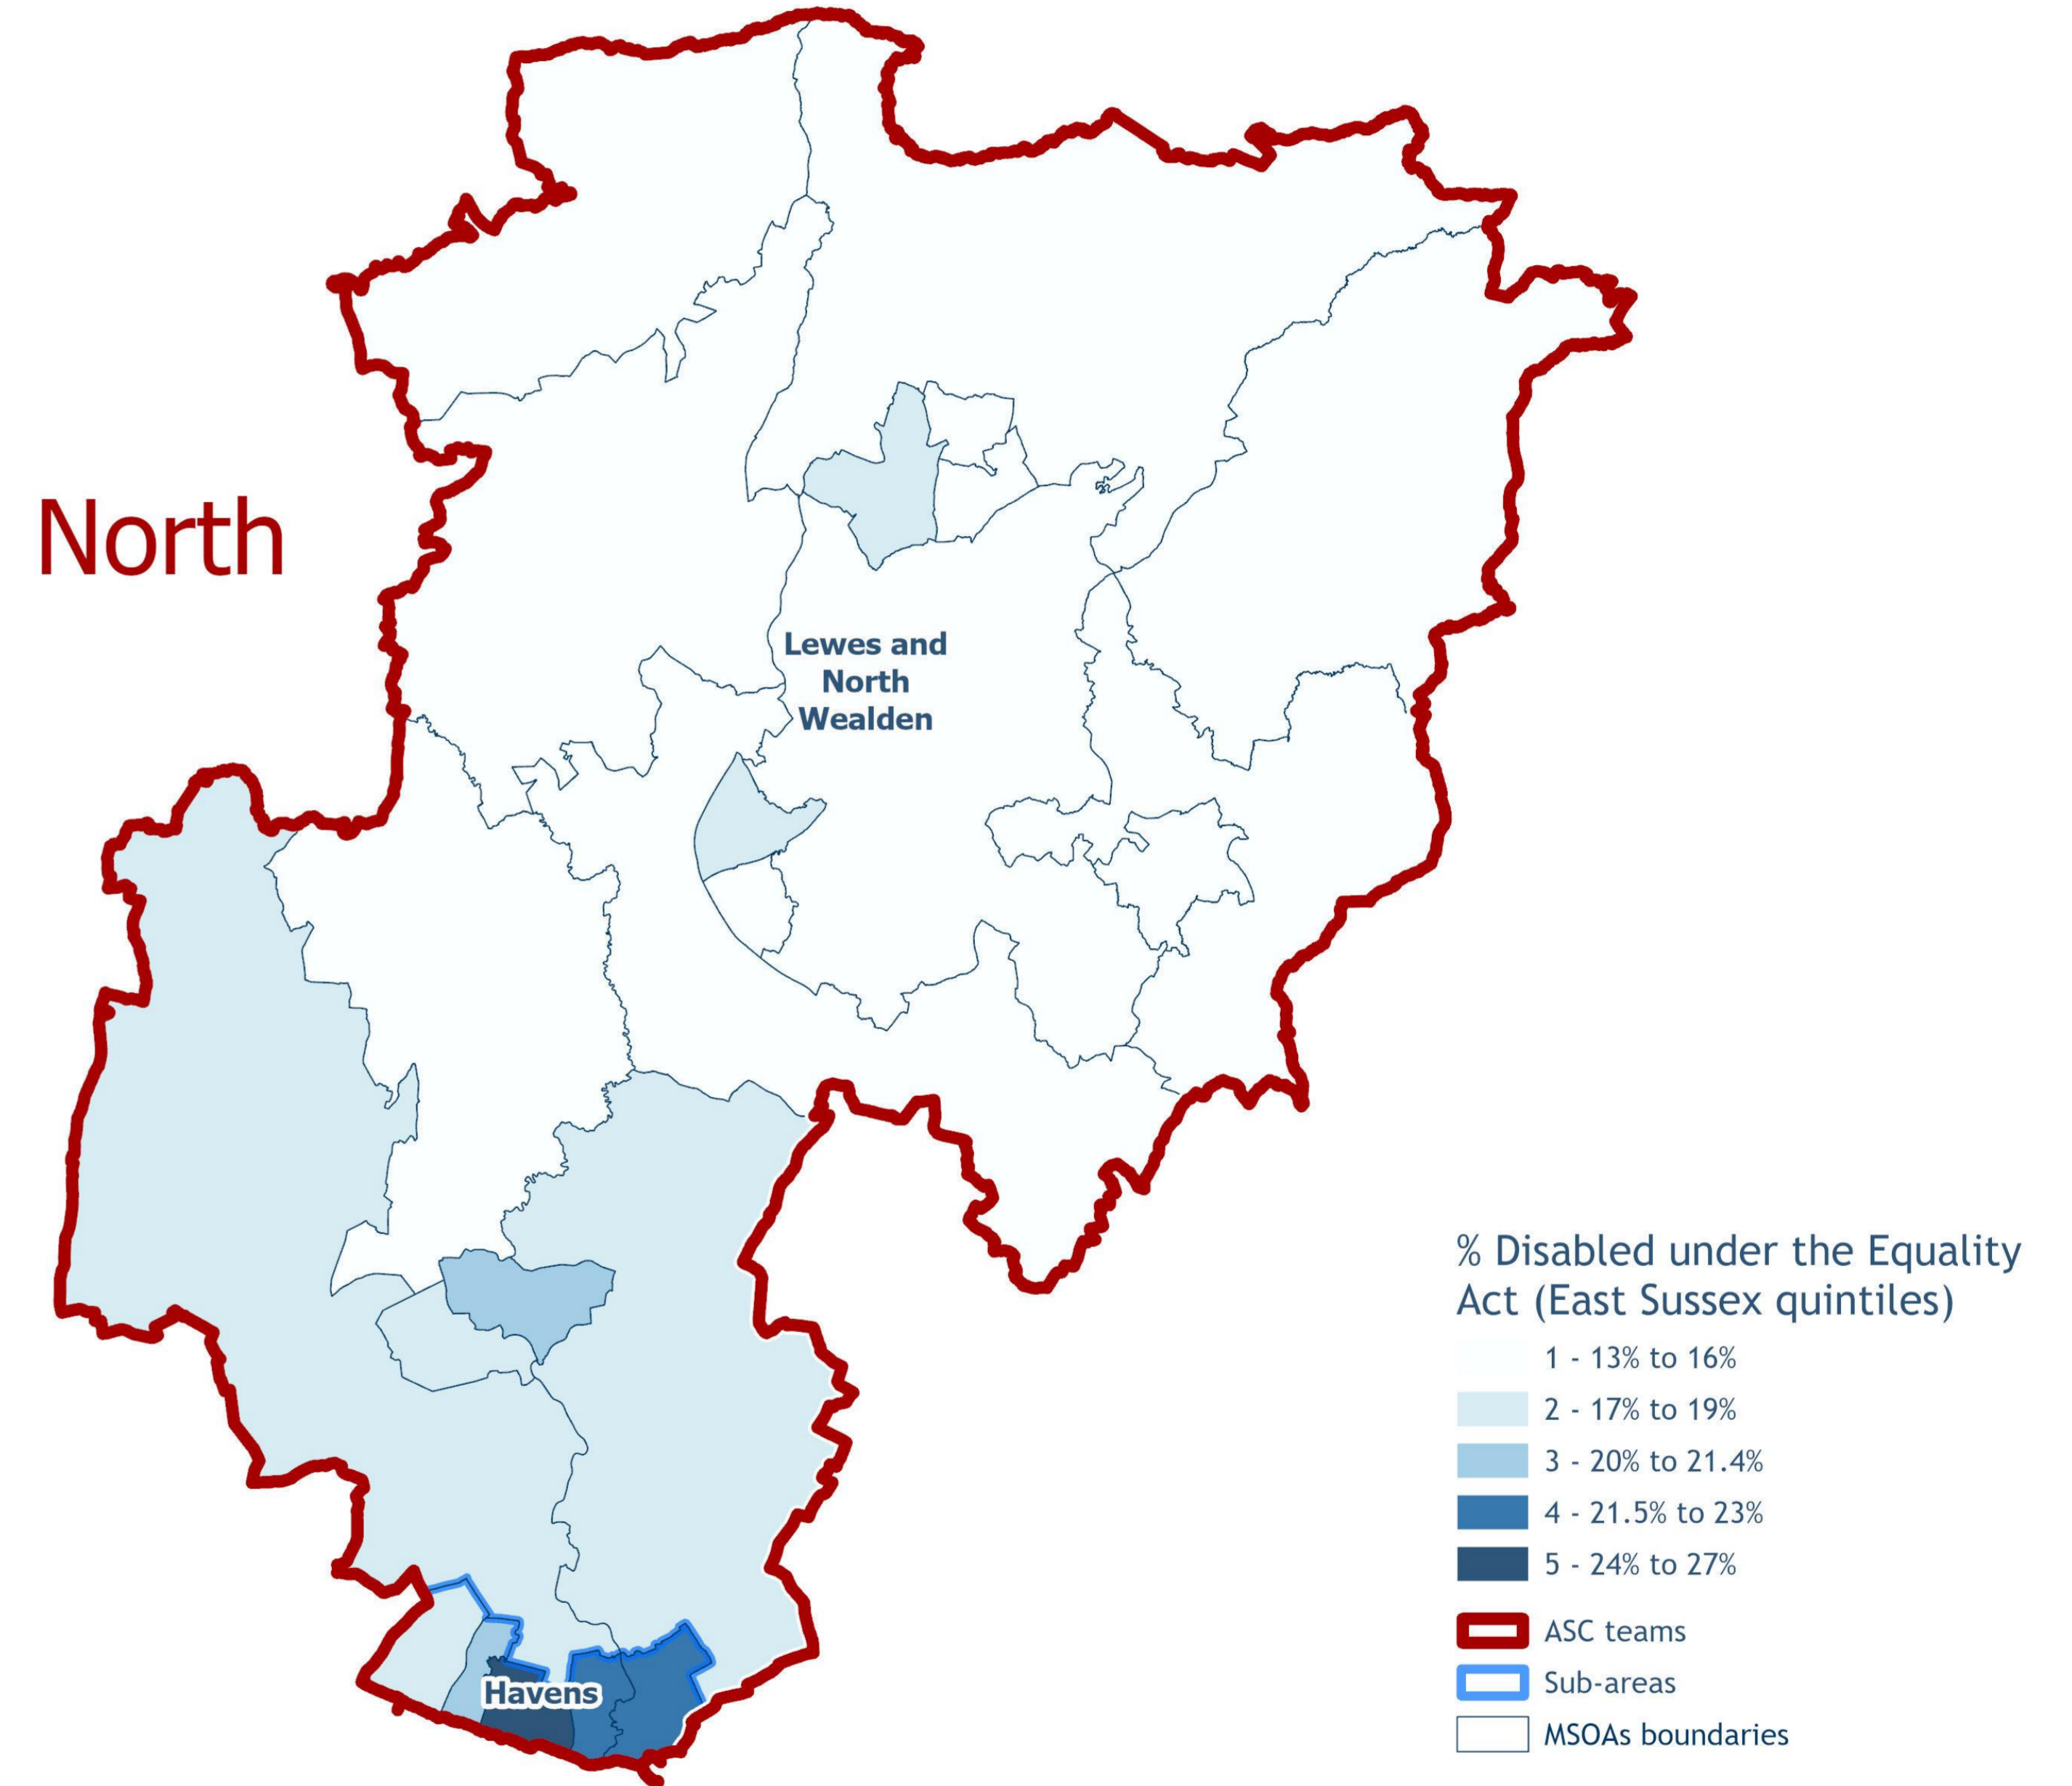 North
Lewes and
North
Wealden
Havens
% Disabled under the Equality
Act (East Sussex quintiles)
1 - 13% to 16%
2 - 17% to 19%
3 - 20% to 21.4%
4 - 21.5% to 23%
5 - 24% to 27%
ASC teams
Sub-areas
MSOAs boundaries